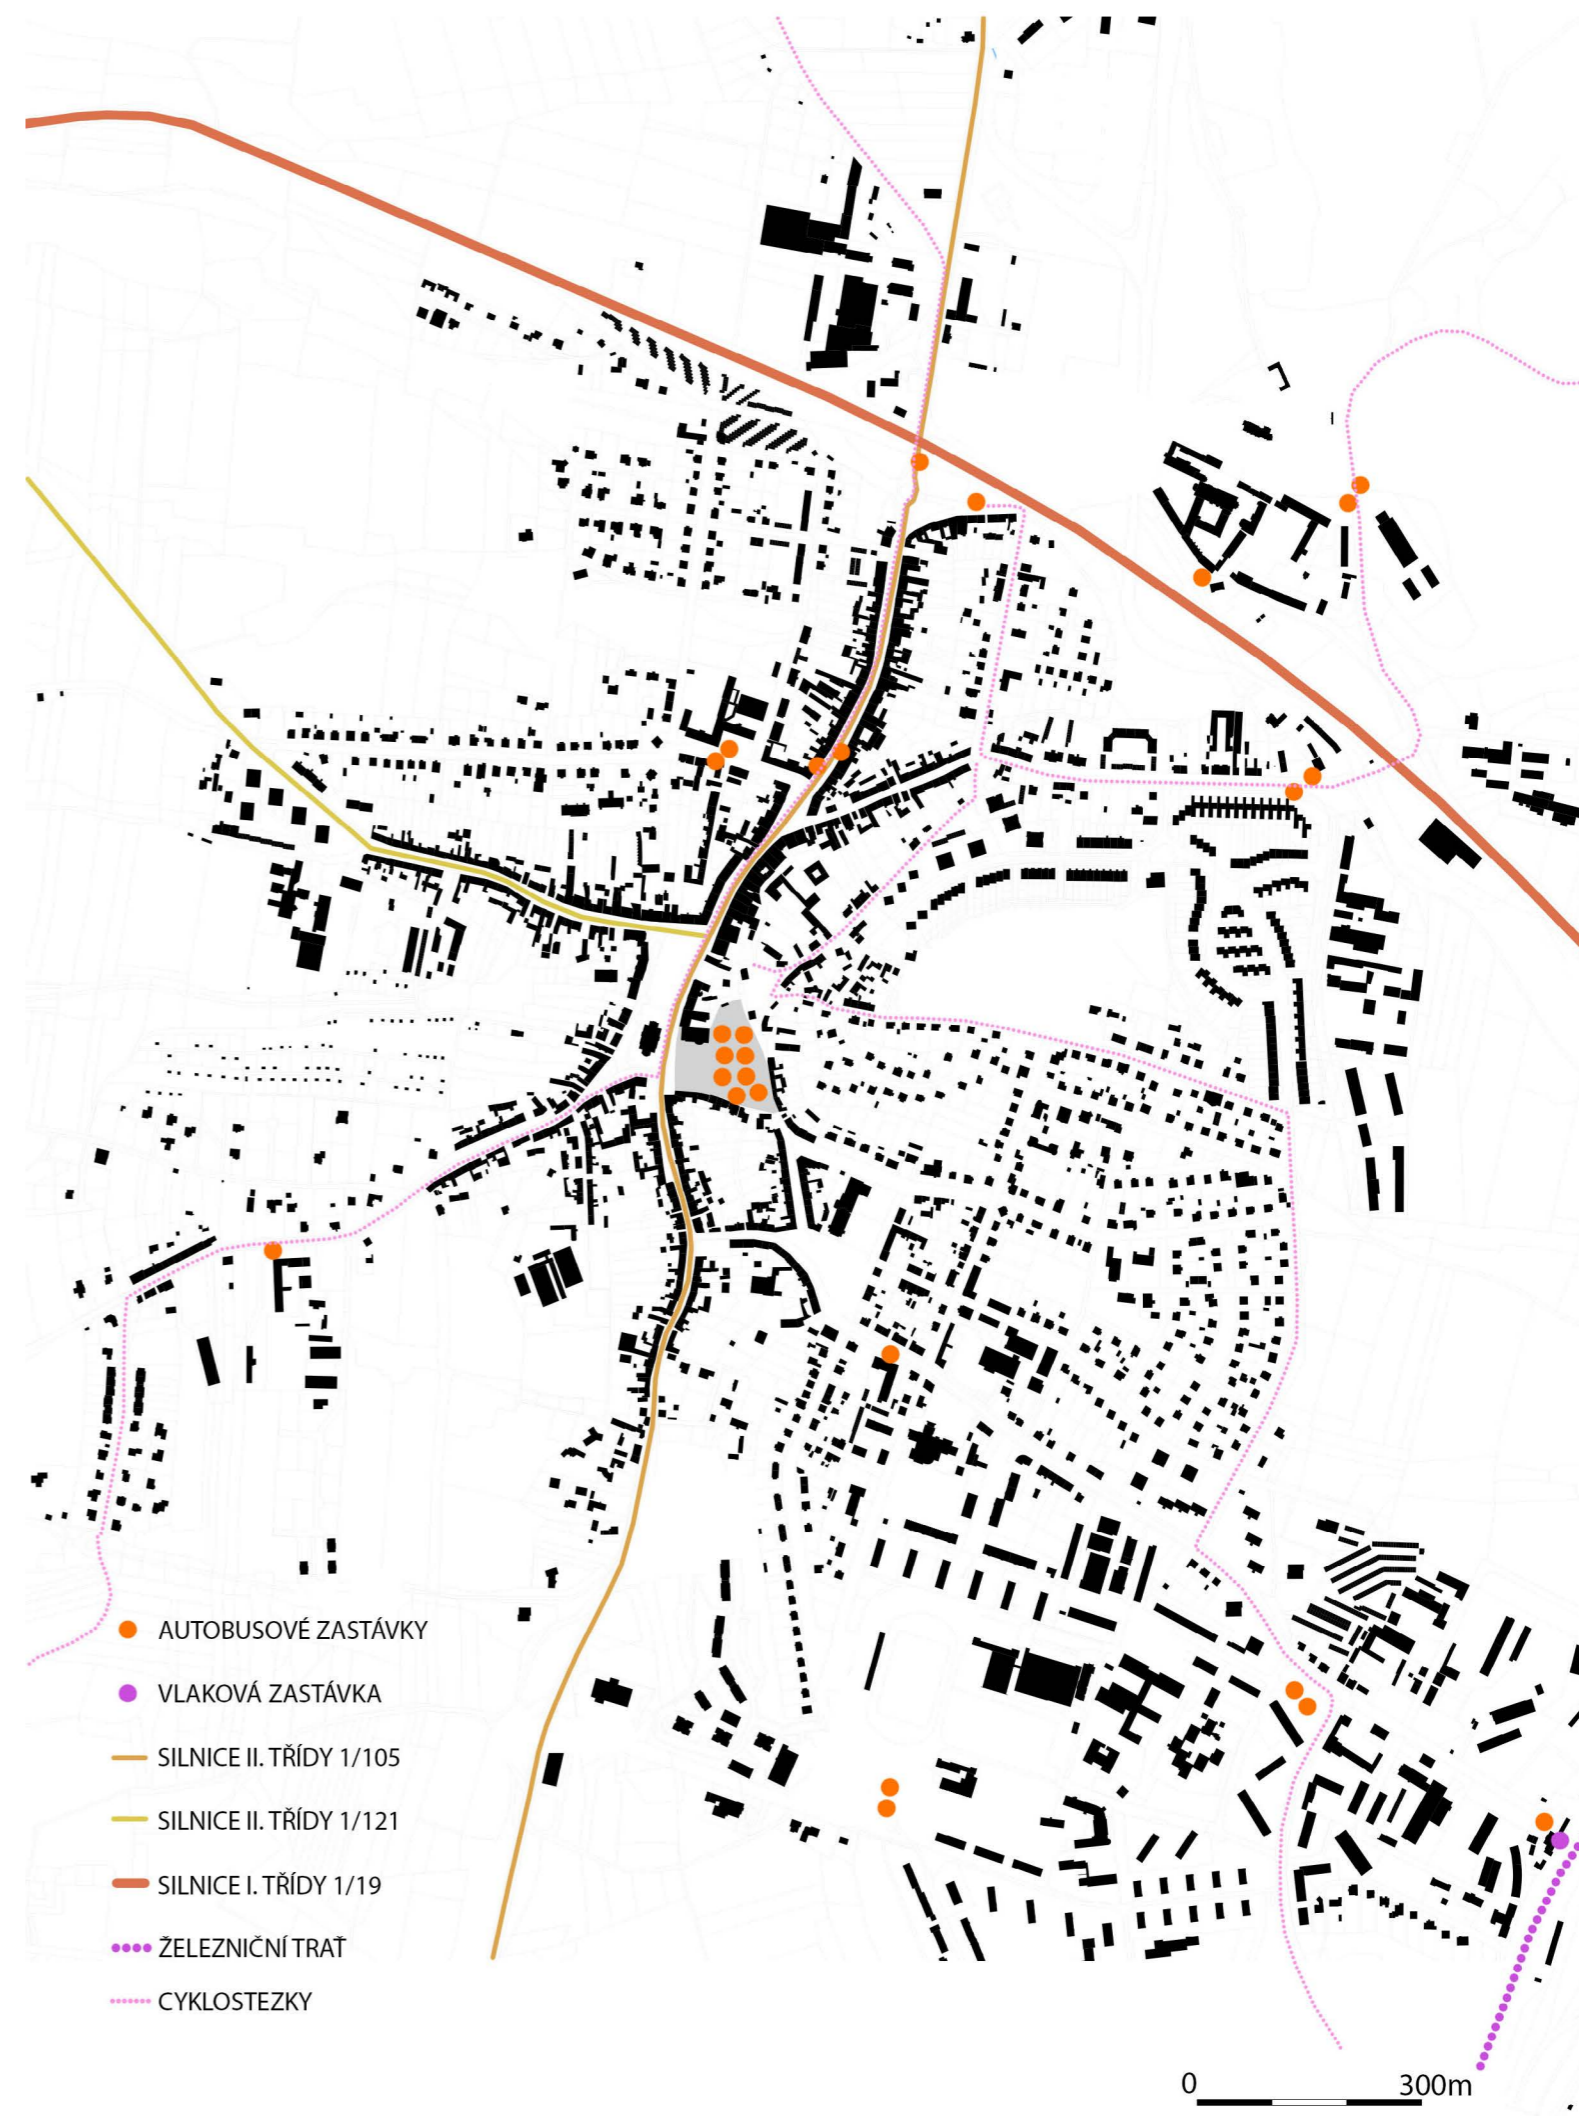 AUTOBUSOVÉ ZASTÁVKY
VLAKOVÁ ZASTÁVKA
SILNICE II. TŘÍDY 1/105
SILNICE II. TŘÍDY 1/121
SILNICE I. TŘÍDY 1/19
ŽELEZNIČNÍ TRAŤ
CYKLOSTEZKY
0 300m